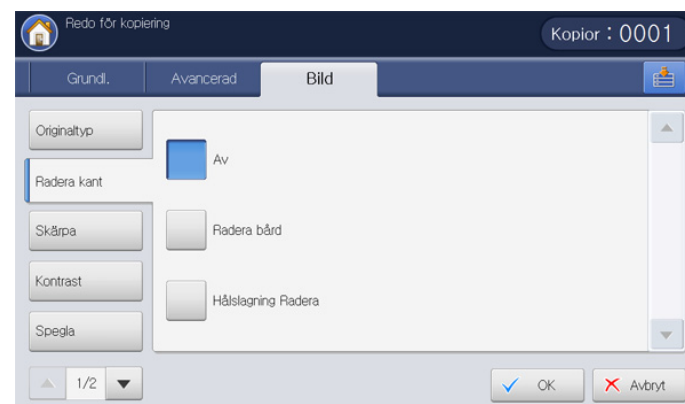 Redo för kopiering
Kopior : 0001
Grundl.
Avancerad
Bild
Originaltyp
Radera kant
Skärpa
Kontrast
Spegla
1/2
Av
Radera bård
Hålslagning Radera
OK
Avbryt